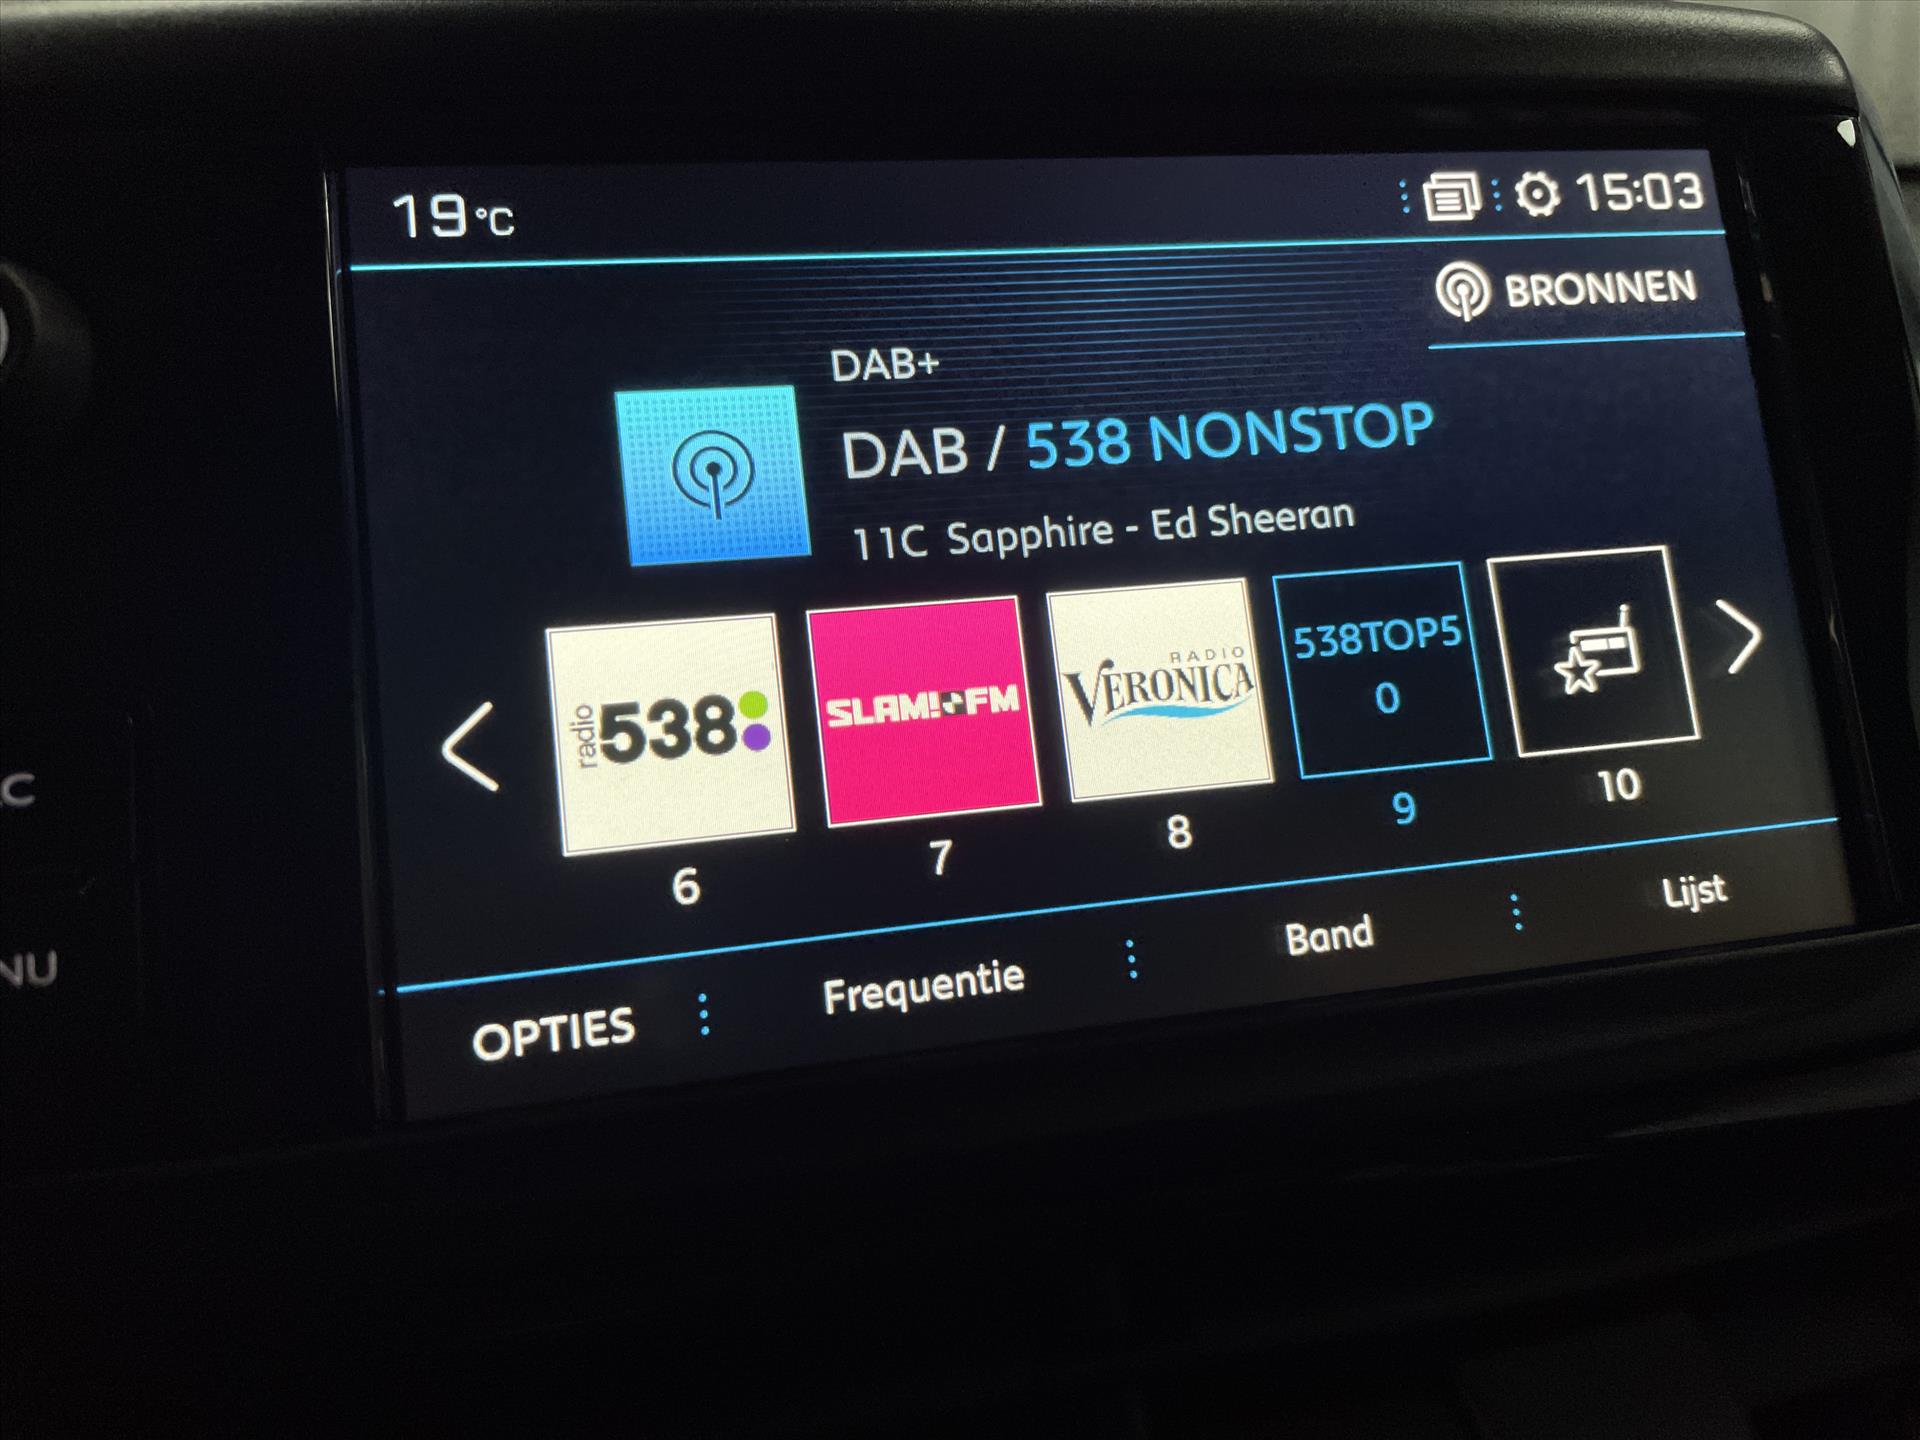 19 °C
15:03
BRONNEN
DAB+
DAB / 538 NONSTOP
11C Sapphire - Ed Sheeran
radio 538
SLAM! FM
RADIO
VERONICA
538TOP5
0
6
7
8
9
10
OPTIES
Frequentie
Band
Lijst
C
NU